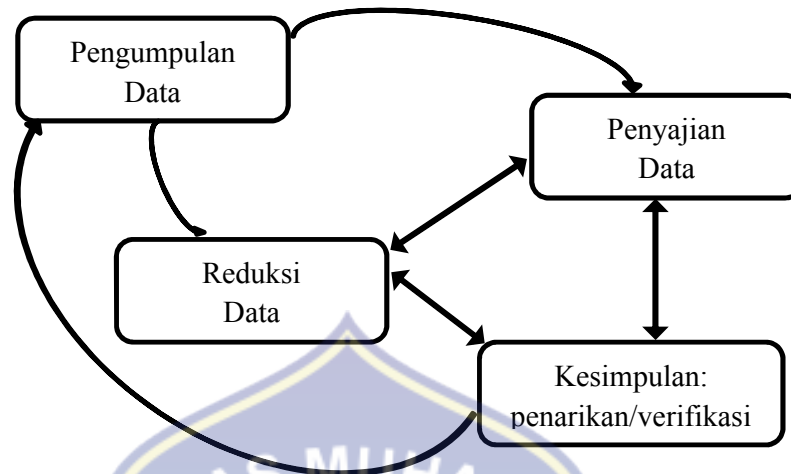 Pengumpulan
Data
Penyajian
Data
Reduksi
Data
Kesimpulan:
penarikan/verifikasi